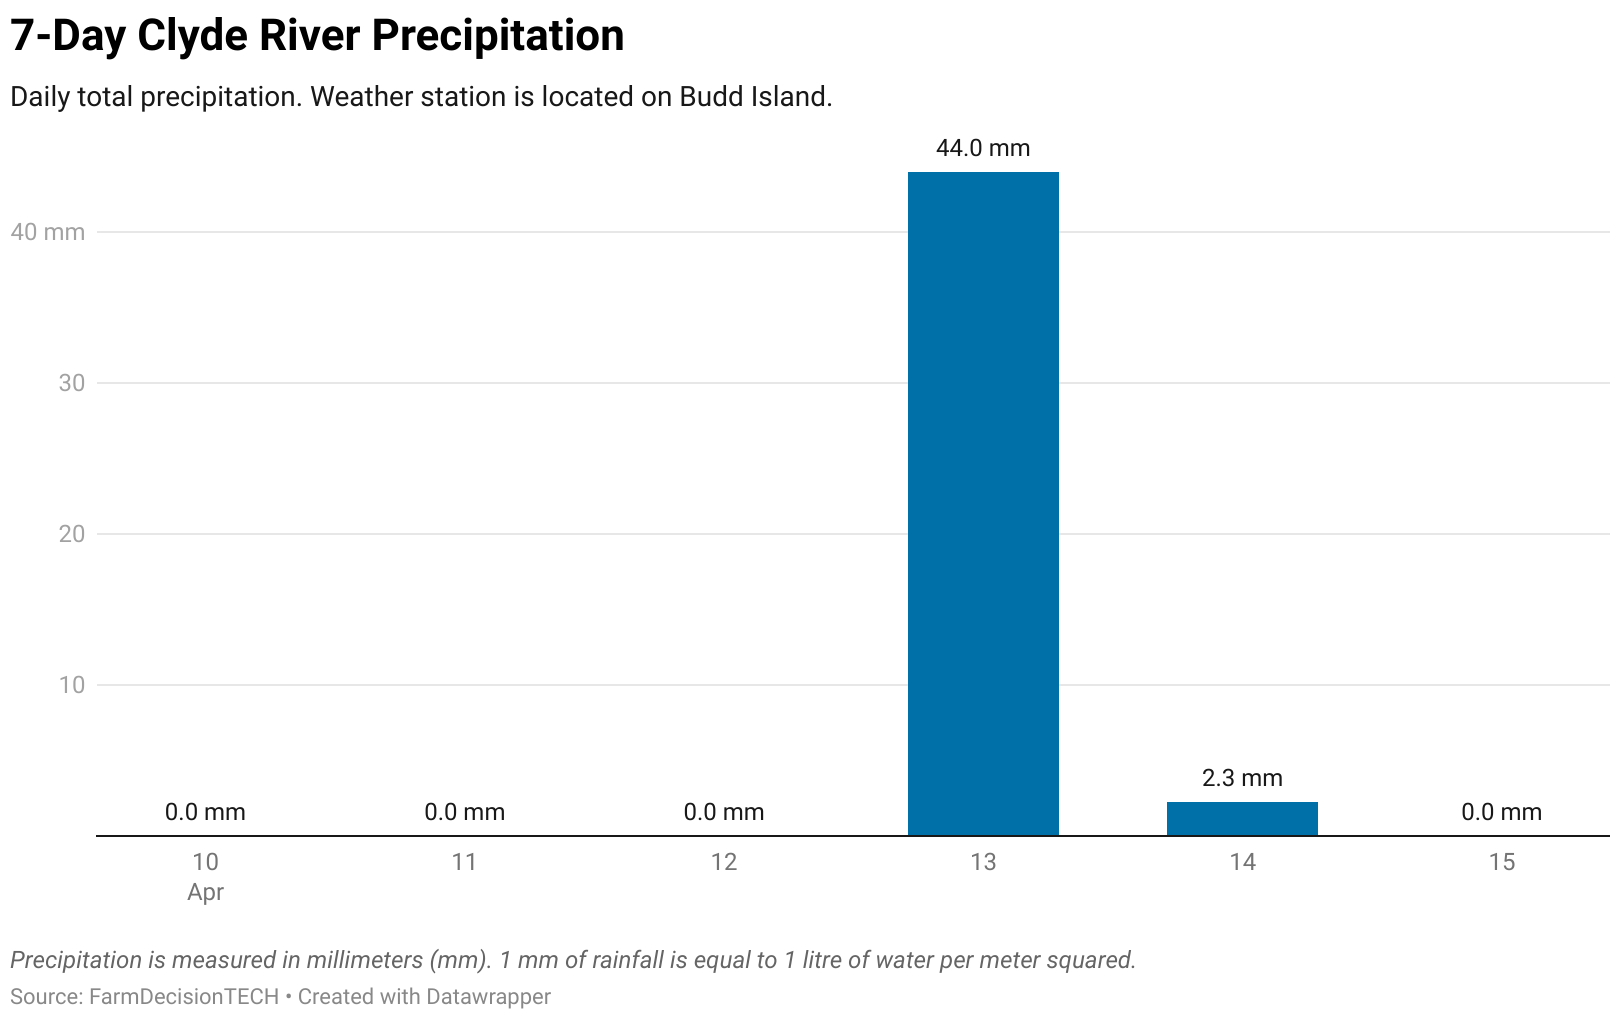 7-Day Clyde River Precipitation
Daily total precipitation. Weather station is located on Budd Island.
44.0 mm
40 mm
30
20
10
2.3 mm
0.0 mm 0.0 mm 0.0 mm 0.0 mm
10 11 12 13 14 15
Apr
Precipitation is measured in millimeters (mm). 1 mm of rainfall is equal to 1 litre of water per meter squared.
Source: FarmDecisionTECH • Created with Datawrapper